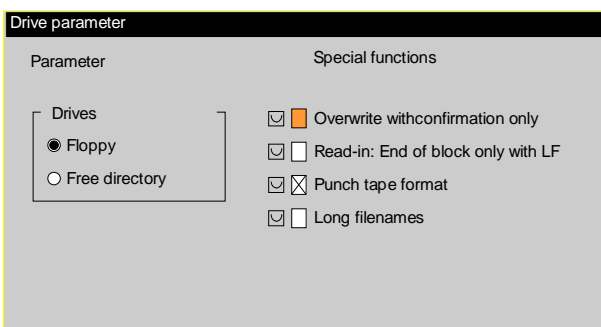 Drive parameter
Parameter
Special functions
Drives
Floppy
Free directory
Overwrite withconfirmation only
Read-in: End of block only with LF
Punch tape format
Long filenames